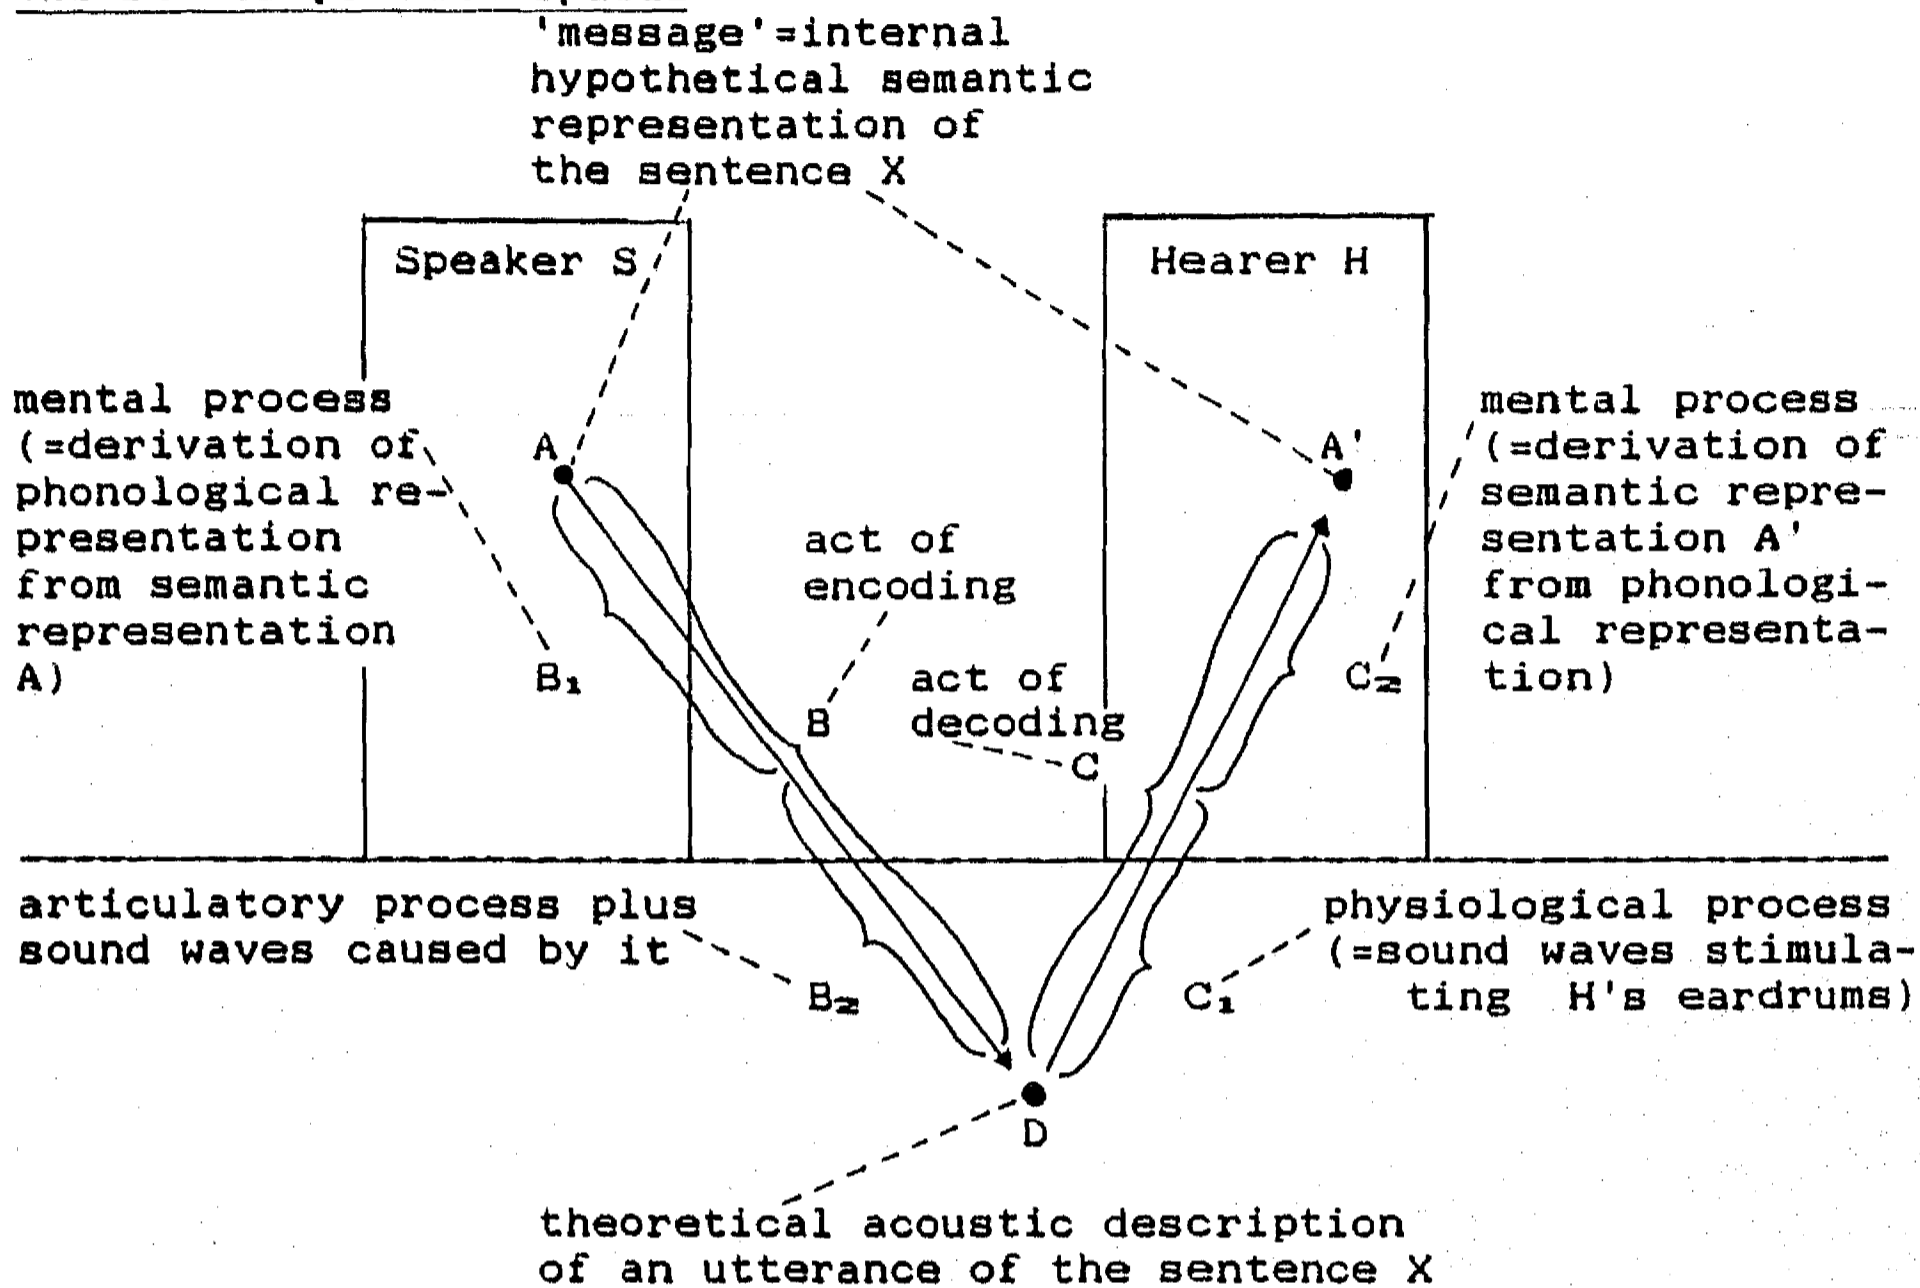 'message'=internal
hypothetical semantic
representation of
the sentence X
Speaker S
Hearer H
mental process
(=derivation of
phonological re-
presentation
from semantic
representation
A)
A
B₁
act of
encoding
B
act of
decoding
C
A'
C₂
mental process
(=derivation of
semantic repre-
sentation A'
from phonologi-
cal representa-
tion)
articulatory process plus
sound waves caused by it
B₂
C₁
physiological process
(=sound waves stimula-
ting H's eardrums)
D
theoretical acoustic description
of an utterance of the sentence X